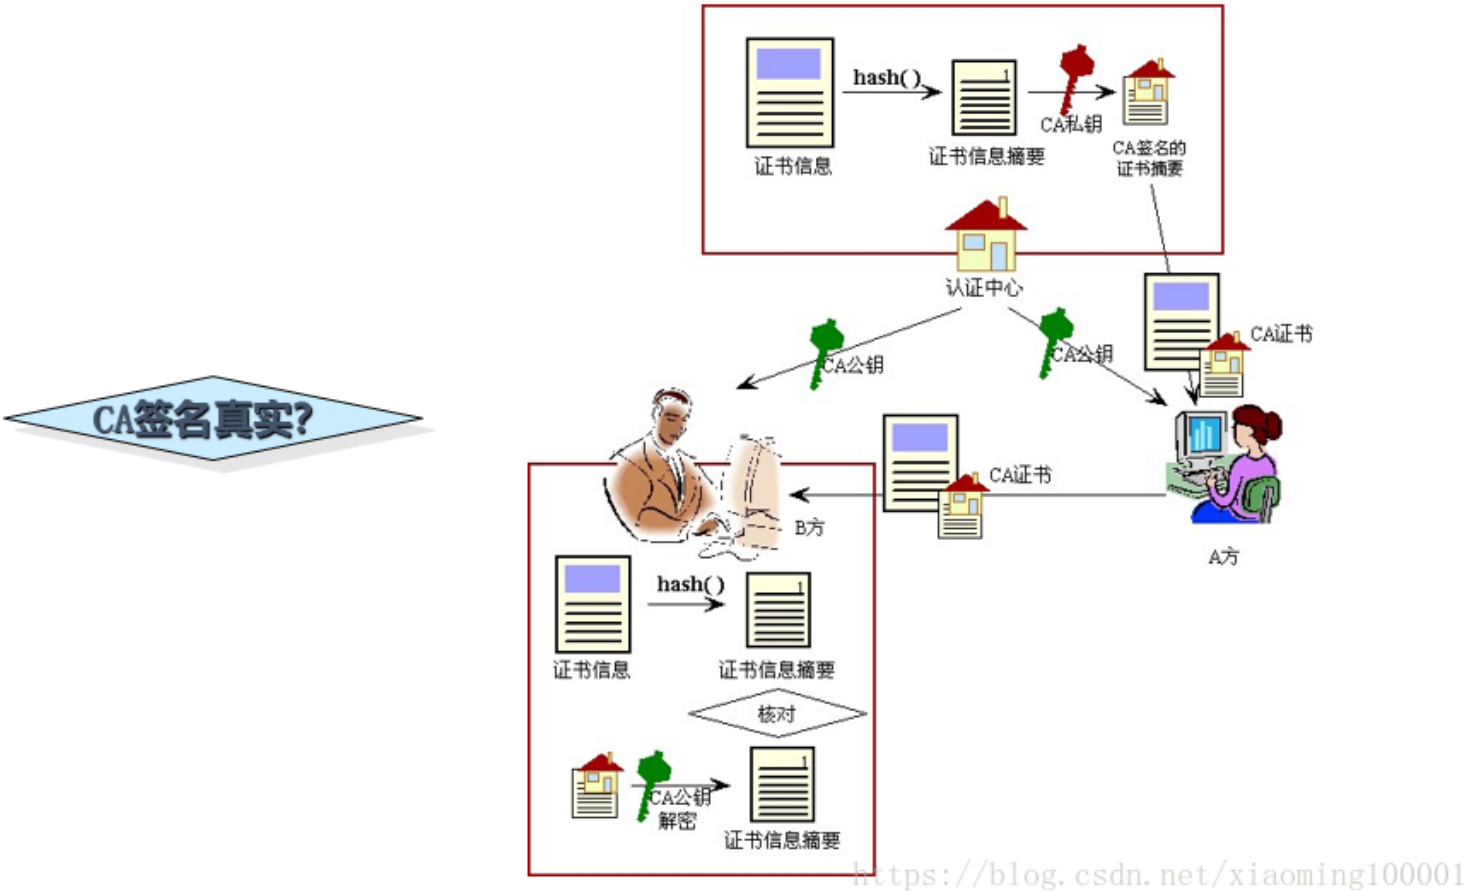 hash( )
CA私钥
证书信息
证书信息摘要
CA签名的
证书摘要
认证中心
CA公钥
CA公钥
CA证书
CA签名真实?
CA证书
B方
A方
hash( )
证书信息
证书信息摘要
核对
CA公钥
解密
证书信息摘要
1
1
1
https://blog.csdn.net/xiaoming100001